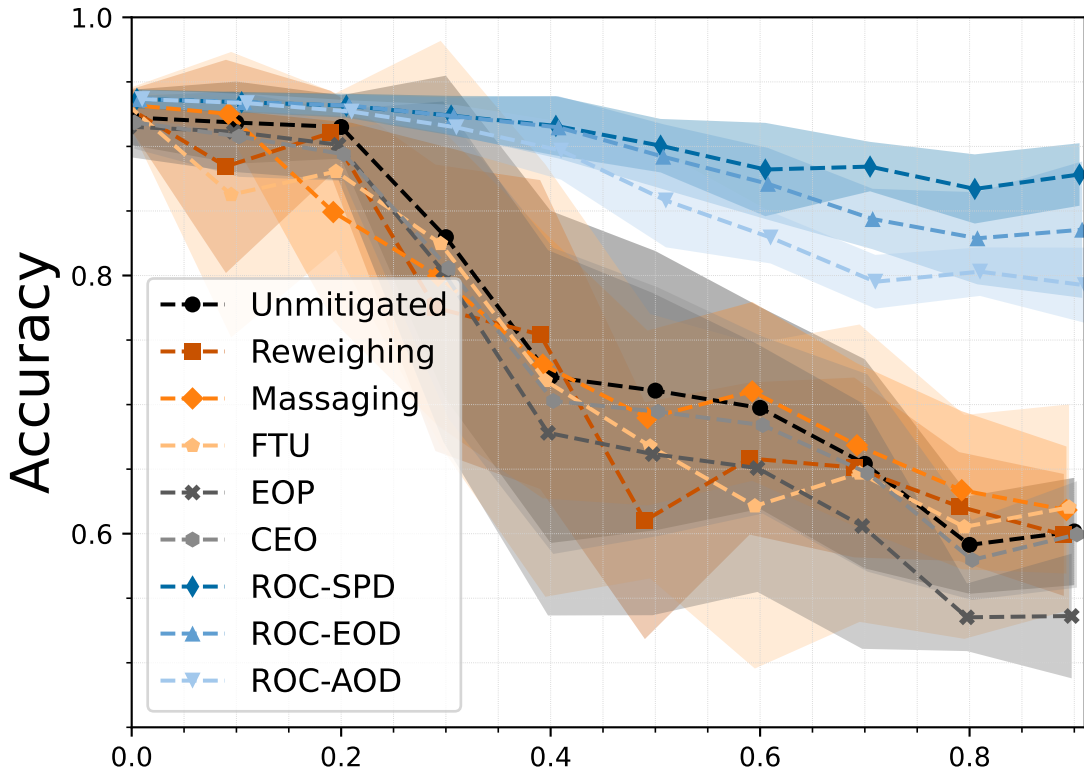 1.0
0.8
0.6
Accuracy
Unmitigated
Reweighing
Massaging
FTU
EOP
CEO
ROC-SPD
ROC-EOD
ROC-AOD
0.0 0.2 0.4 0.6 0.8